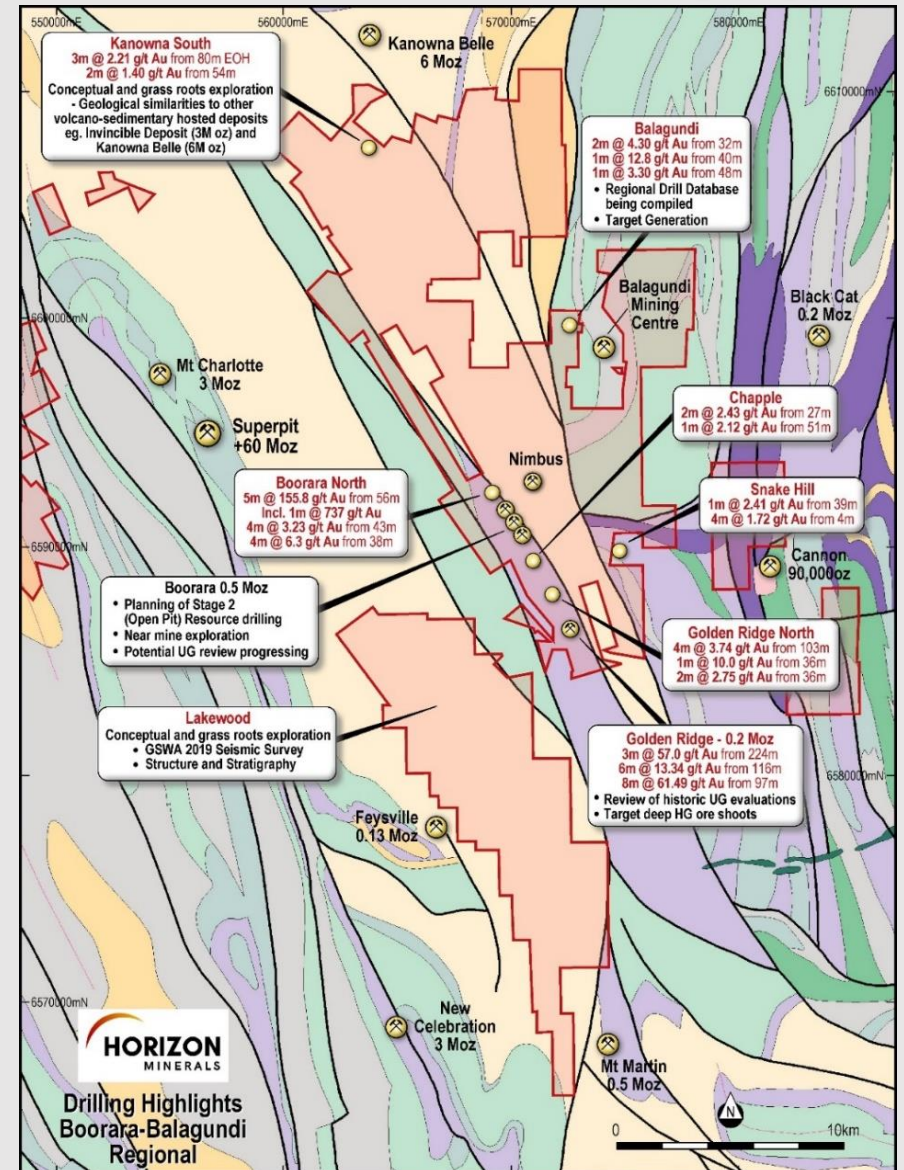 550000mE
560000mE
570000mE
580000mE
Kanowna South
3m @ 2.21 g/t Au from 80m EOH
2m @ 1.40 g/t Au from 54m
Conceptual and grass roots exploration
- Geological similarities to other
volcano-sedimentary hosted deposits
eg. Invincible Deposit (3M oz) and
Kanowna Belle (6M oz)
Kanowna Belle
6 Moz
6610000mN
Balagundi
2m @ 4.30 g/t Au from 32m
1m @ 12.8 g/t Au from 40m
1m @ 3.30 g/t Au from 48m
• Regional Drill Database
being compiled
• Target Generation
Balagundi
Mining
Centre
Black Cat
0.2 Moz
6600000mN
Mt Charlotte
3 Moz
Superpit
+60 Moz
Chapple
2m @ 2.43 g/t Au from 27m
1m @ 2.12 g/t Au from 51m
Nimbus
Boorara North
5m @ 155.8 g/t Au from 56m
Incl. 1m @ 737 g/t Au
4m @ 3.23 g/t Au from 43m
4m @ 6.3 g/t Au from 38m
Snake Hill
1m @ 2.41 g/t Au from 39m
4m @ 1.72 g/t Au from 4m
6590000mN
Cannon
90,000oz
Boorara 0.5 Moz
• Planning of Stage 2
(Open Pit) Resource drilling
• Near mine exploration
• Potential UG review progressing
Golden Ridge North
4m @ 3.74 g/t Au from 103m
1m @ 10.0 g/t Au from 36m
2m @ 2.75 g/t Au from 36m
Lakewood
Conceptual and grass roots exploration
• GSWA 2019 Seismic Survey
• Structure and Stratigraphy
Golden Ridge - 0.2 Moz
3m @ 57.0 g/t Au from 224m
6m @ 13.34 g/t Au from 116m
8m @ 61.49 g/t Au from 97m
• Review of historic UG evaluations
• Target deep HG ore shoots
6580000mN
Feysville
0.13 Moz
6570000mN
New
Celebration
3 Moz
Mt Martin
0.5 Moz
HORIZON
MINERALS
Drilling Highlights
Boorara-Balagundi
Regional
N
0
10km